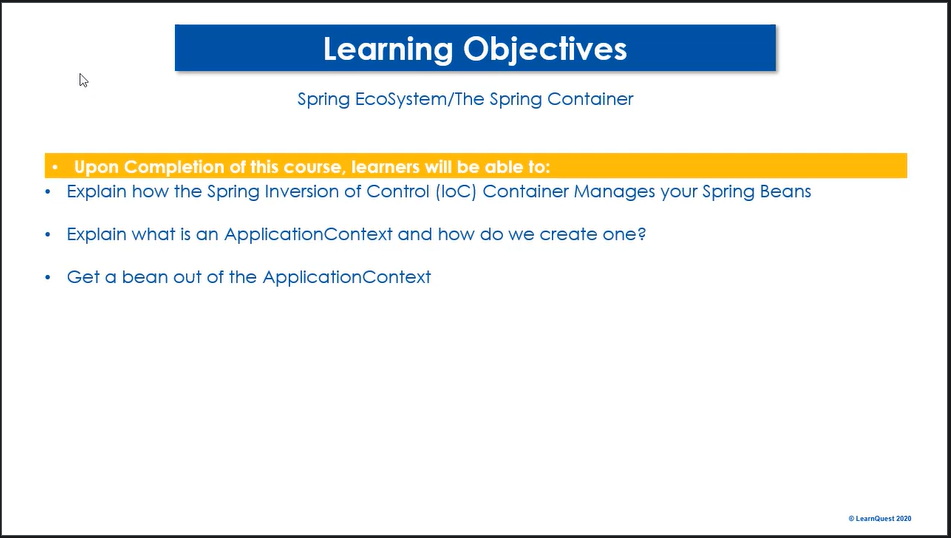 Learning Objectives
Spring EcoSystem/The Spring Container
• Upon Completion of this course, learners will be able to:
• Explain how the Spring Inversion of Control (IoC) Container Manages your Spring Beans
• Explain what is an ApplicationContext and how do we create one?
• Get a bean out of the ApplicationContext
© LearnQuest 2020